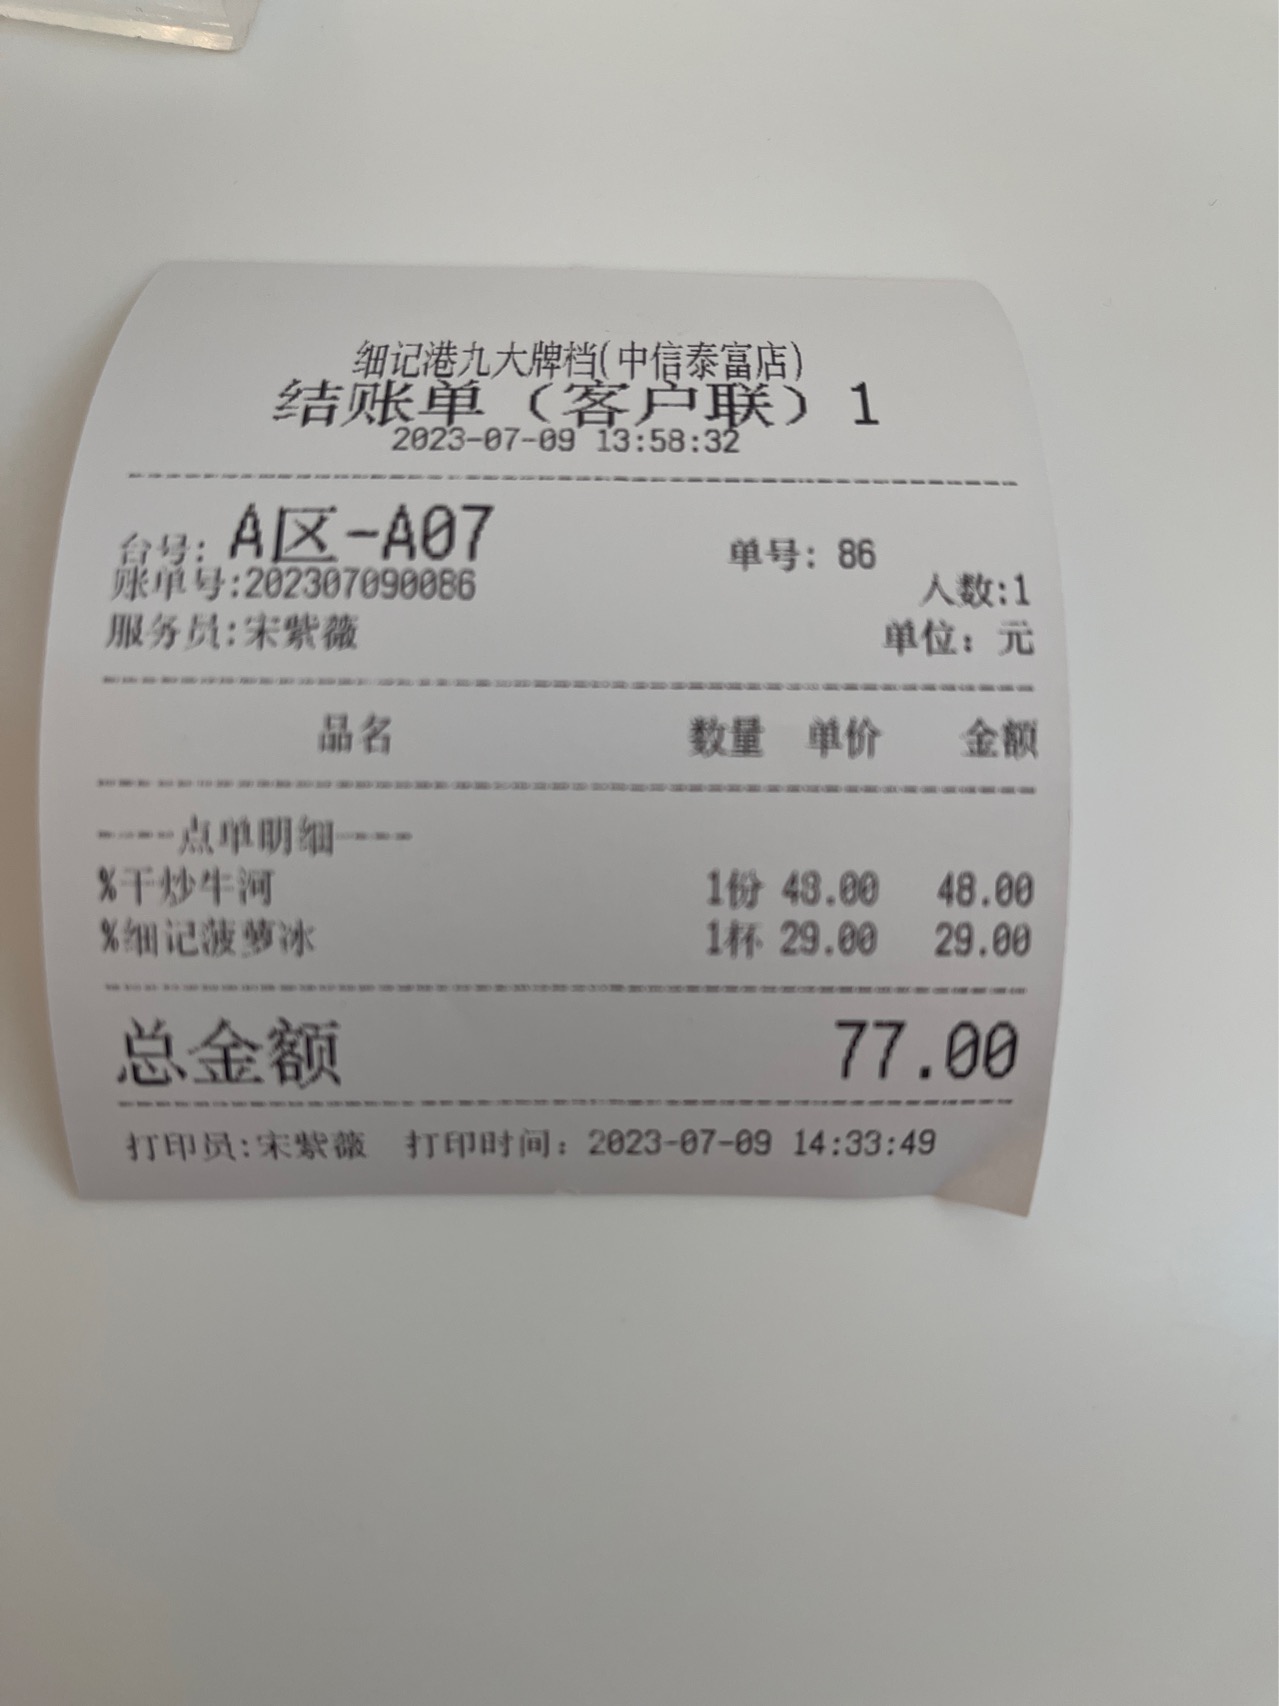 细记港九大牌档(中信泰富店)
结账单（客户联）1
2023-07-09 13:58:32
台号: A区-A07 单号: 86
账单号:202307090086 人数:1
服务员:宋紫薇 单位：元
品名 数量 单价 金额
----点单明细----
%干炒牛河 1份 48.00 48.00
%细记菠萝冰 1杯 29.00 29.00
总金额 77.00
打印员:宋紫薇 打印时间：2023-07-09 14:33:49